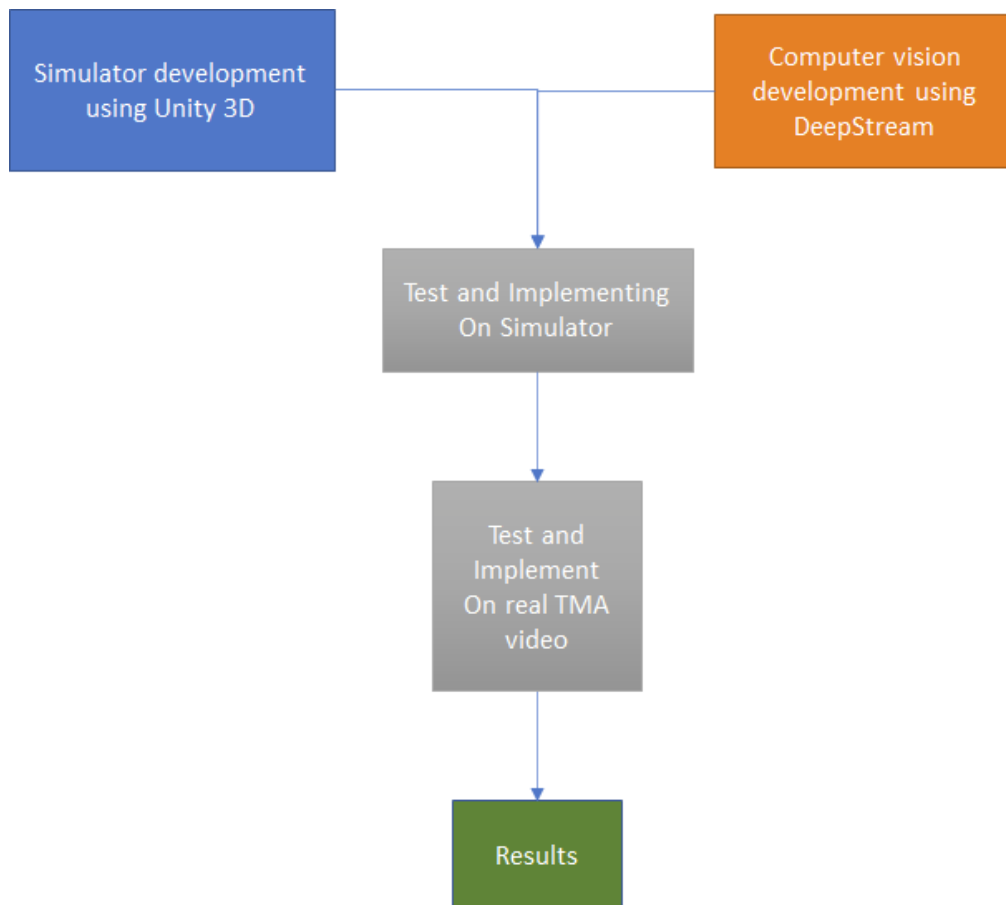 Simulator development
using Unity 3D
Computer vision
development using
DeepStream
Test and Implementing
On Simulator
Test and
Implement
On real TMA
video
Results